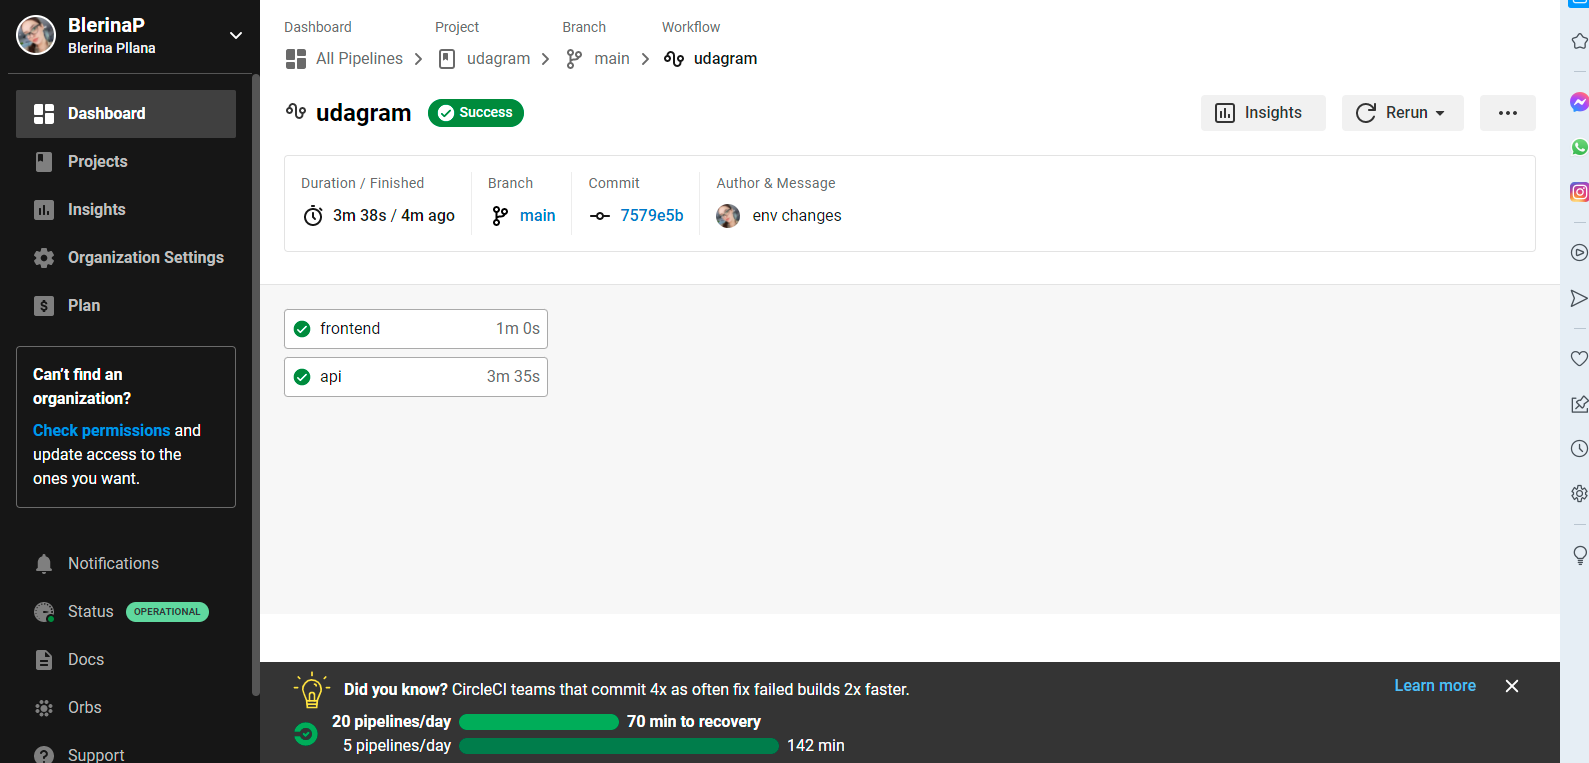 BlerinaP
Blerina Pllana
Dashboard
Projects
Insights
Organization Settings
Plan
Can't find an
organization?
Check permissions and
update access to the
ones you want.
Notifications
Status OPERATIONAL
Docs
Orbs
Support
Dashboard Project Branch Workflow
All Pipelines udagram main udagram
udagram Success Insights Rerun
Duration / Finished Branch Commit Author & Message
3m 38s / 4m ago main 7579e5b env changes
frontend 1m 0s
api 3m 35s
Did you know? CircleCI teams that commit 4x as often fix failed builds 2x faster. Learn more
20 pipelines/day 70 min to recovery
5 pipelines/day 142 min